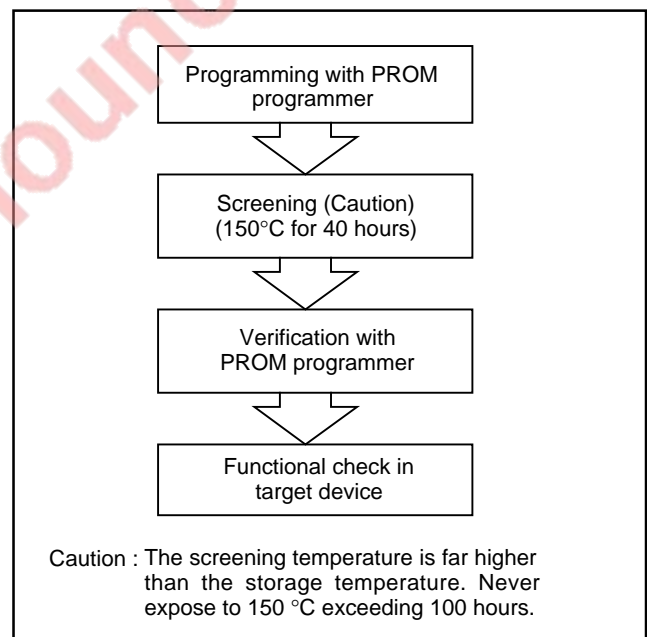 Programming with PROM
programmer
Screening (Caution)
(150°C for 40 hours)
Verification with
PROM programmer
Functional check in
target device
Caution : The screening temperature is far higher
than the storage temperature. Never
expose to 150 °C exceeding 100 hours.